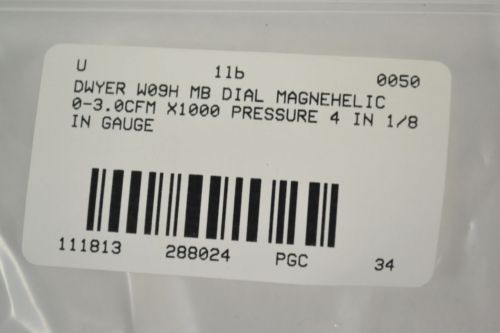 U 1lb 0050
DWYER W09H MB DIAL MAGNEHELIC
0-3.0CFM X1000 PRESSURE 4 IN 1/8
IN GAUGE
111813 288024 PGC 34